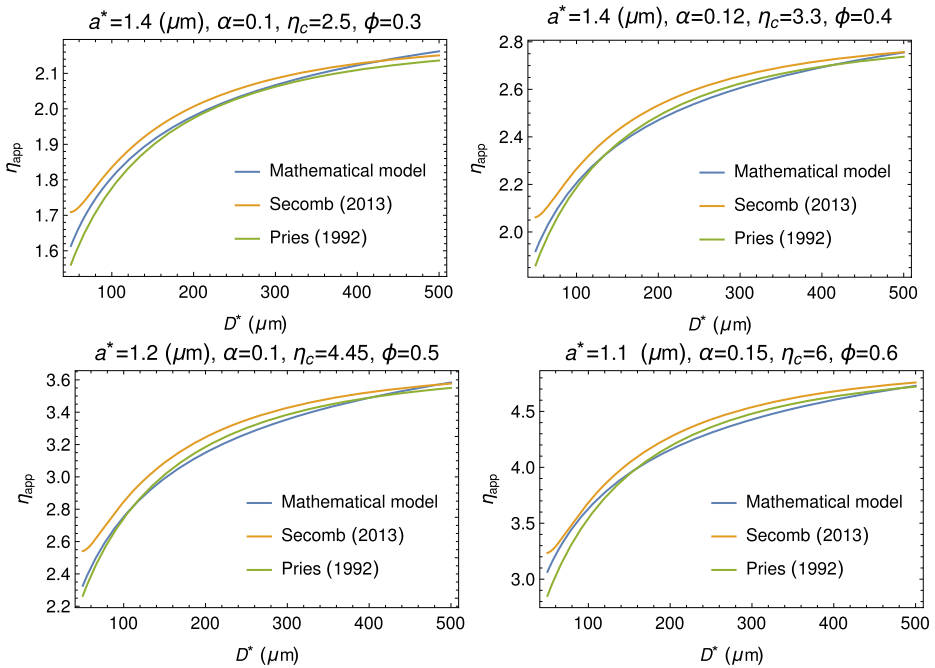 a*=1.4 (μm), α=0.1, ηc=2.5, ϕ=0.3
2.1
2.0
1.9
1.8
1.7
1.6
ηapp
Mathematical model
Secomb (2013)
Pries (1992)
100 200 300 400 500
D* (μm)
a*=1.4 (μm), α=0.12, ηc=3.3, ϕ=0.4
2.8
2.6
2.4
2.2
2.0
ηapp
Mathematical model
Secomb (2013)
Pries (1992)
100 200 300 400 500
D* (μm)
a*=1.2 (μm), α=0.1, ηc=4.45, ϕ=0.5
3.6
3.4
3.2
3.0
2.8
2.6
2.4
2.2
ηapp
Mathematical model
Secomb (2013)
Pries (1992)
100 200 300 400 500
D* (μm)
a*=1.1 (μm), α=0.15, ηc=6, ϕ=0.6
4.5
4.0
3.5
3.0
ηapp
Mathematical model
Secomb (2013)
Pries (1992)
100 200 300 400 500
D* (μm)